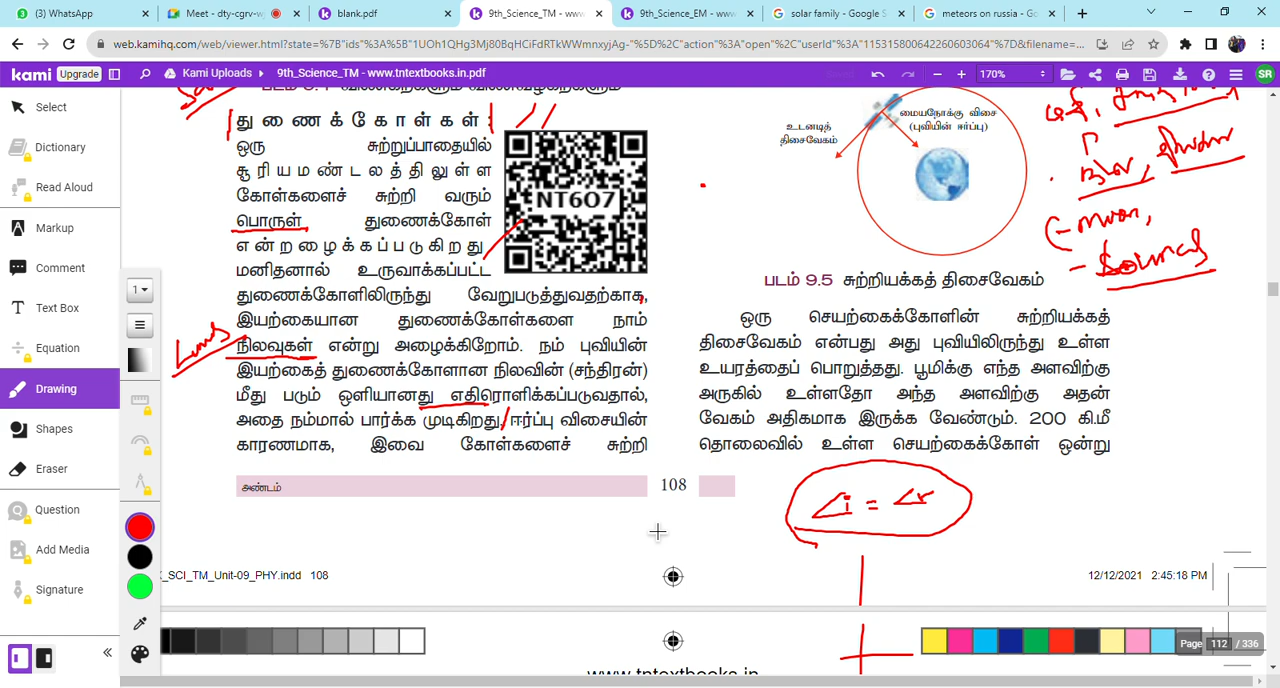 WhatsApp
Meet - dty-cgrv-w
blank.pdf
9th_Science_TM - www
9th_Science_EM - www
solar family - Google S
meteors on russia - Go
web.kamihq.com/web/viewer.html?state=%7B"ids"%3A%5B"1UOh1QHg3Mj80BqHCiFdRTkWWmnxyjAg-"%5D%2C"action"%3A"open"%2C"userId"%3A"115315800642260603064"%7D&filename=...
kami Upgrade
Kami Uploads > 9th_Science_TM - www.tntextbooks.in.pdf
170%
SR
Select
Dictionary
Read Aloud
Markup
Comment
Text Box
Equation
Drawing
Shapes
Eraser
Question
Add Media
Signature
1
துணைக்கோள்கள்:
ஒரு சுற்றுப்பாதையில்
சூரியமண்டலத்திலுள்ள
கோள்களைச் சுற்றி வரும்
பொருள் துணைக்கோள்
என்றழைக்கப்படுகிறது
மனிதனால் உருவாக்கப்பட்ட
துணைக்கோளிலிருந்து வேறுபடுத்துவதற்காக,
இயற்கையான துணைக்கோள்களை நாம்
நிலவுகள் என்று அழைக்கிறோம். நம் புவியின்
இயற்கைத் துணைக்கோளான நிலவின் (சந்திரன்)
மீது படும் ஒளியானது எதிரொளிக்கப்படுவதால்,
அதை நம்மால் பார்க்க முடிகிறது. ஈர்ப்பு விசையின்
காரணமாக, இவை கோள்களைச் சுற்றி
NT6O7
உடனடித்
திசைவேகம்
மையநோக்கு விசை
(புவியின் ஈர்ப்பு)
படம் 9.5 சுற்றியக்கத் திசைவேகம்
ஒரு செயற்கைக்கோளின் சுற்றியக்கத்
திசைவேகம் என்பது அது புவியிலிருந்து உள்ள
உயரத்தைப் பொறுத்தது. பூமிக்கு எந்த அளவிற்கு
அருகில் உள்ளதோ அந்த அளவிற்கு அதன்
வேகம் அதிகமாக இருக்க வேண்டும். 200 கி.மீ
தொலைவில் உள்ள செயற்கைக்கோள் ஒன்று
அண்டம்
108
∠i = ∠r
_SCI_TM_Unit-09_PHY.indd 108
12/12/2021 2:45:18 PM
Page 112 / 336
www.tntextbooks.in